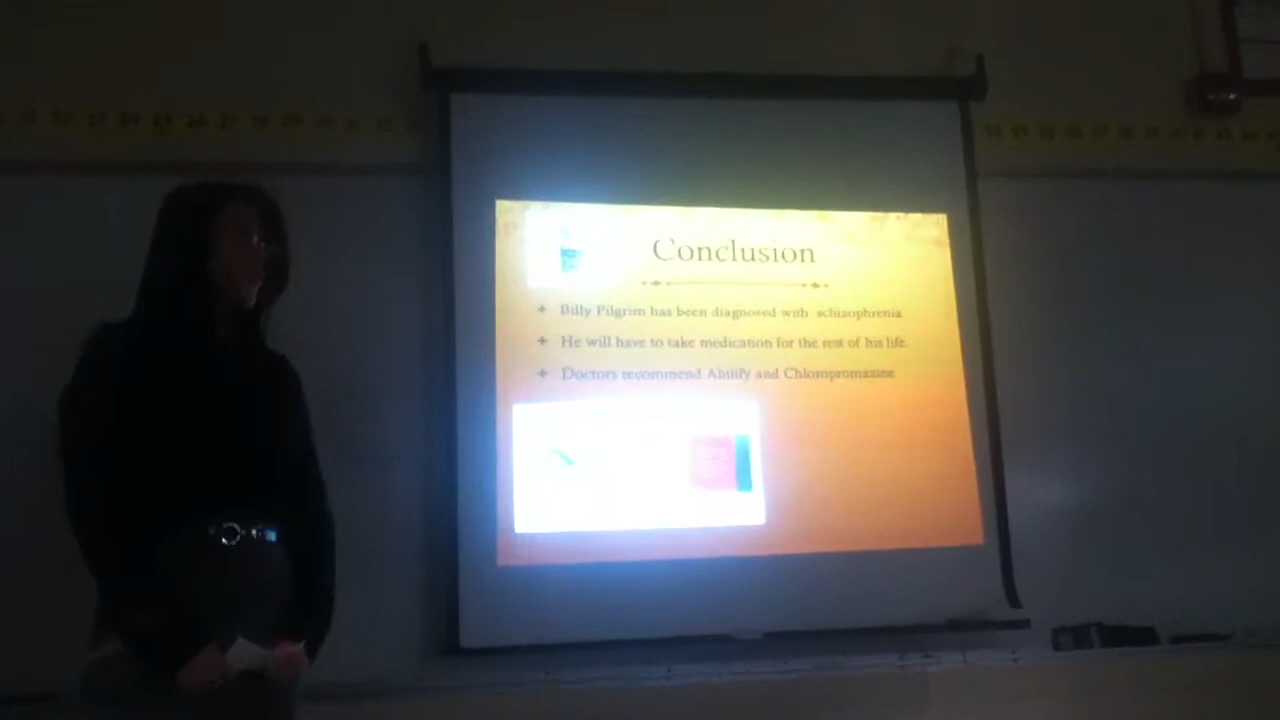 Conclusion
Billy Pilgrim has been diagnosed with schizophrenia
He will have to take medication for the rest of his life.
Doctors recommend Abilify and Chlorpromazine.